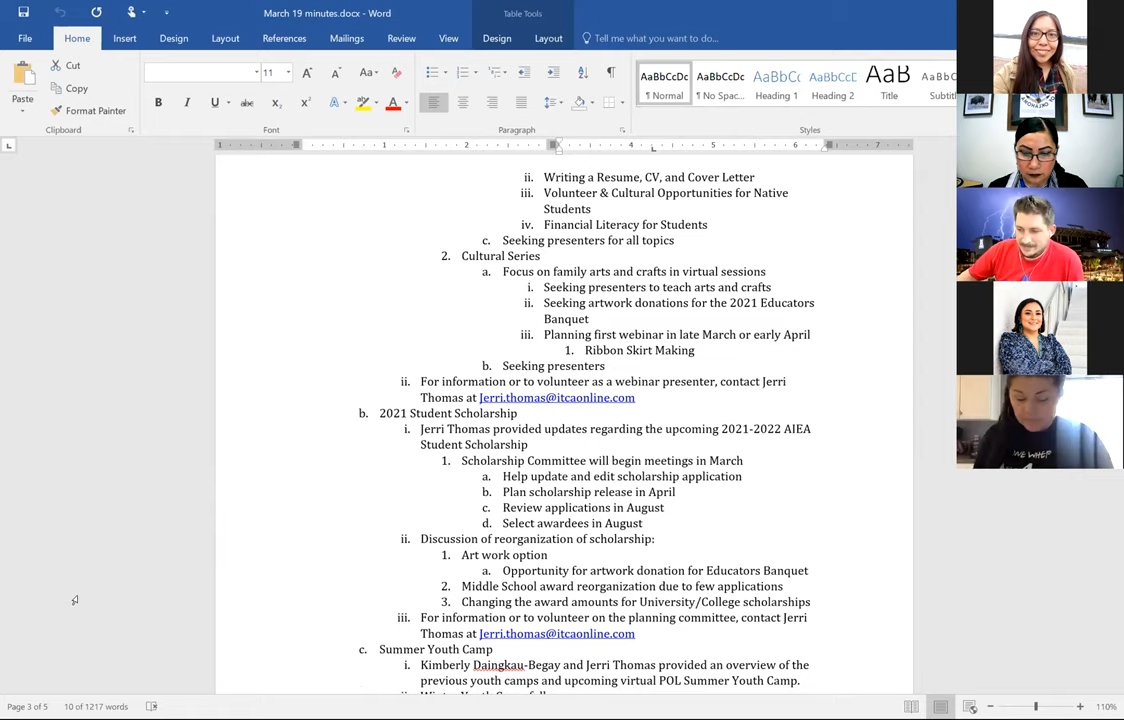 March 19 minutes.docx - Word
Table Tools
File Home Insert Design Layout References Mailings Review View Design Layout Tell me what you want to do...
Paste
Cut
Copy
Format Painter
Clipboard
11
Font
Paragraph
AaBbCcDc AaBbCcDc AaBbCc AaBbCcD AaB AaBbC
¶ Normal ¶ No Spac... Heading 1 Heading 2 Title Subtit
Styles
1 1 2 4 5 6 7
ii. Writing a Resume, CV, and Cover Letter
iii. Volunteer & Cultural Opportunities for Native
Students
iv. Financial Literacy for Students
c. Seeking presenters for all topics
2. Cultural Series
a. Focus on family arts and crafts in virtual sessions
i. Seeking presenters to teach arts and crafts
ii. Seeking artwork donations for the 2021 Educators
Banquet
iii. Planning first webinar in late March or early April
1. Ribbon Skirt Making
b. Seeking presenters
ii. For information or to volunteer as a webinar presenter, contact Jerri
Thomas at Jerri.thomas@itcaonline.com
b. 2021 Student Scholarship
i. Jerri Thomas provided updates regarding the upcoming 2021-2022 AIEA
Student Scholarship
1. Scholarship Committee will begin meetings in March
a. Help update and edit scholarship application
b. Plan scholarship release in April
c. Review applications in August
d. Select awardees in August
ii. Discussion of reorganization of scholarship:
1. Art work option
a. Opportunity for artwork donation for Educators Banquet
2. Middle School award reorganization due to few applications
3. Changing the award amounts for University/College scholarships
iii. For information or to volunteer on the planning committee, contact Jerri
Thomas at Jerri.thomas@itcaonline.com
c. Summer Youth Camp
i. Kimberly Daingkau-Begay and Jerri Thomas provided an overview of the
previous youth camps and upcoming virtual POL Summer Youth Camp.
Page 3 of 5 10 of 1217 words
110%